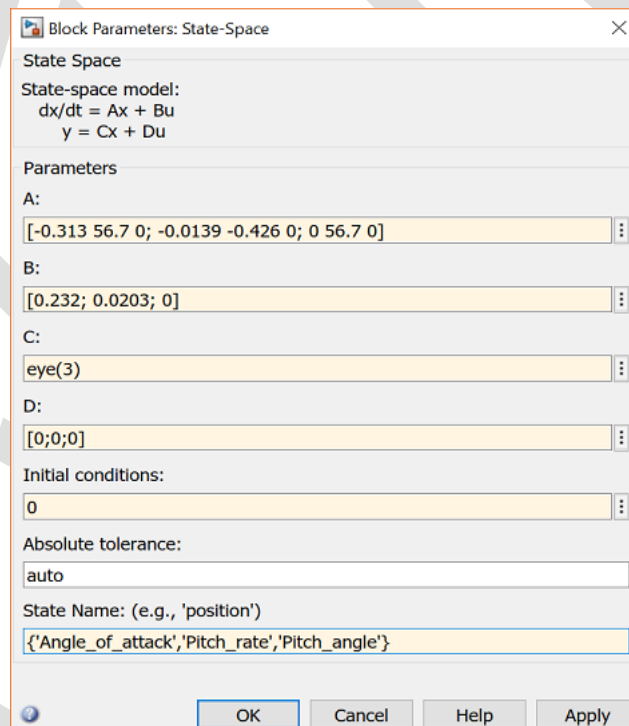 Block Parameters: State-Space
State Space
State-space model:
dx/dt = Ax + Bu
y = Cx + Du
Parameters
A:
[-0.313 56.7 0; -0.0139 -0.426 0; 0 56.7 0]
B:
[0.232; 0.0203; 0]
C:
eye(3)
D:
[0;0;0]
Initial conditions:
0
Absolute tolerance:
auto
State Name: (e.g., 'position')
{'Angle_of_attack','Pitch_rate','Pitch_angle'}
OK Cancel Help Apply